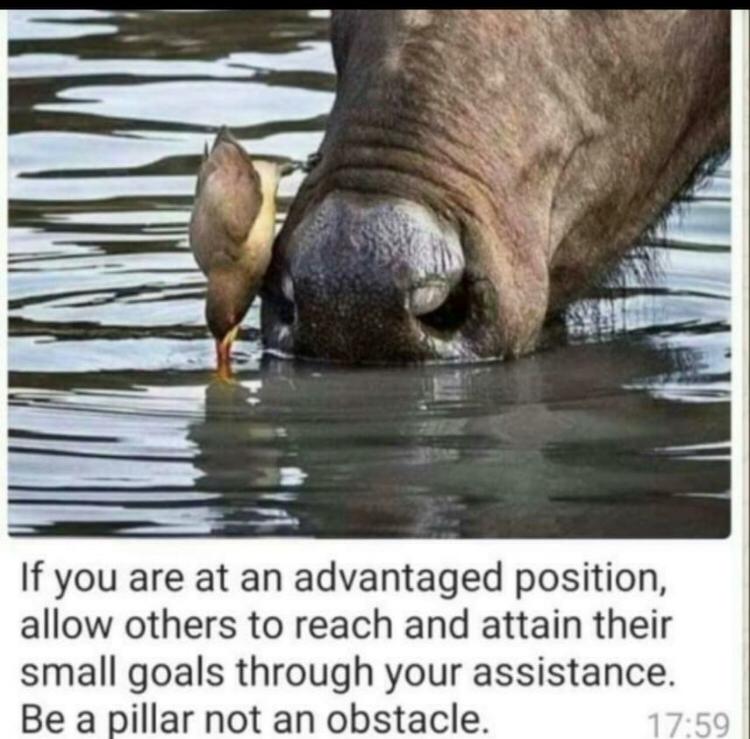 If you are at an advantaged position,
allow others to reach and attain their
small goals through your assistance.
Be a pillar not an obstacle.
17:59